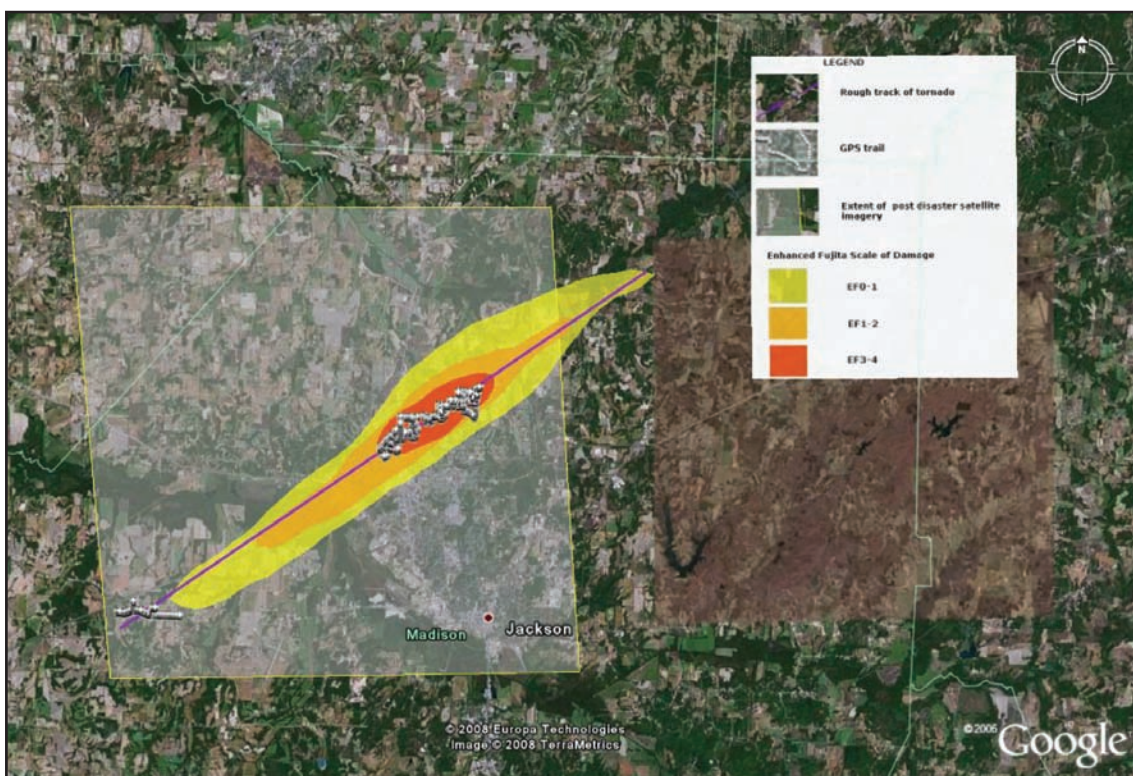 N
LEGEND
Rough track of tornado
GPS trail
Extent of post disaster satellite
imagery
Enhanced Fujita Scale of Damage
EF0-1
EF1-2
EF3-4
Madison
Jackson
© 2008 Europa Technologies
Image © 2008 TerraMetrics
©2005 Google